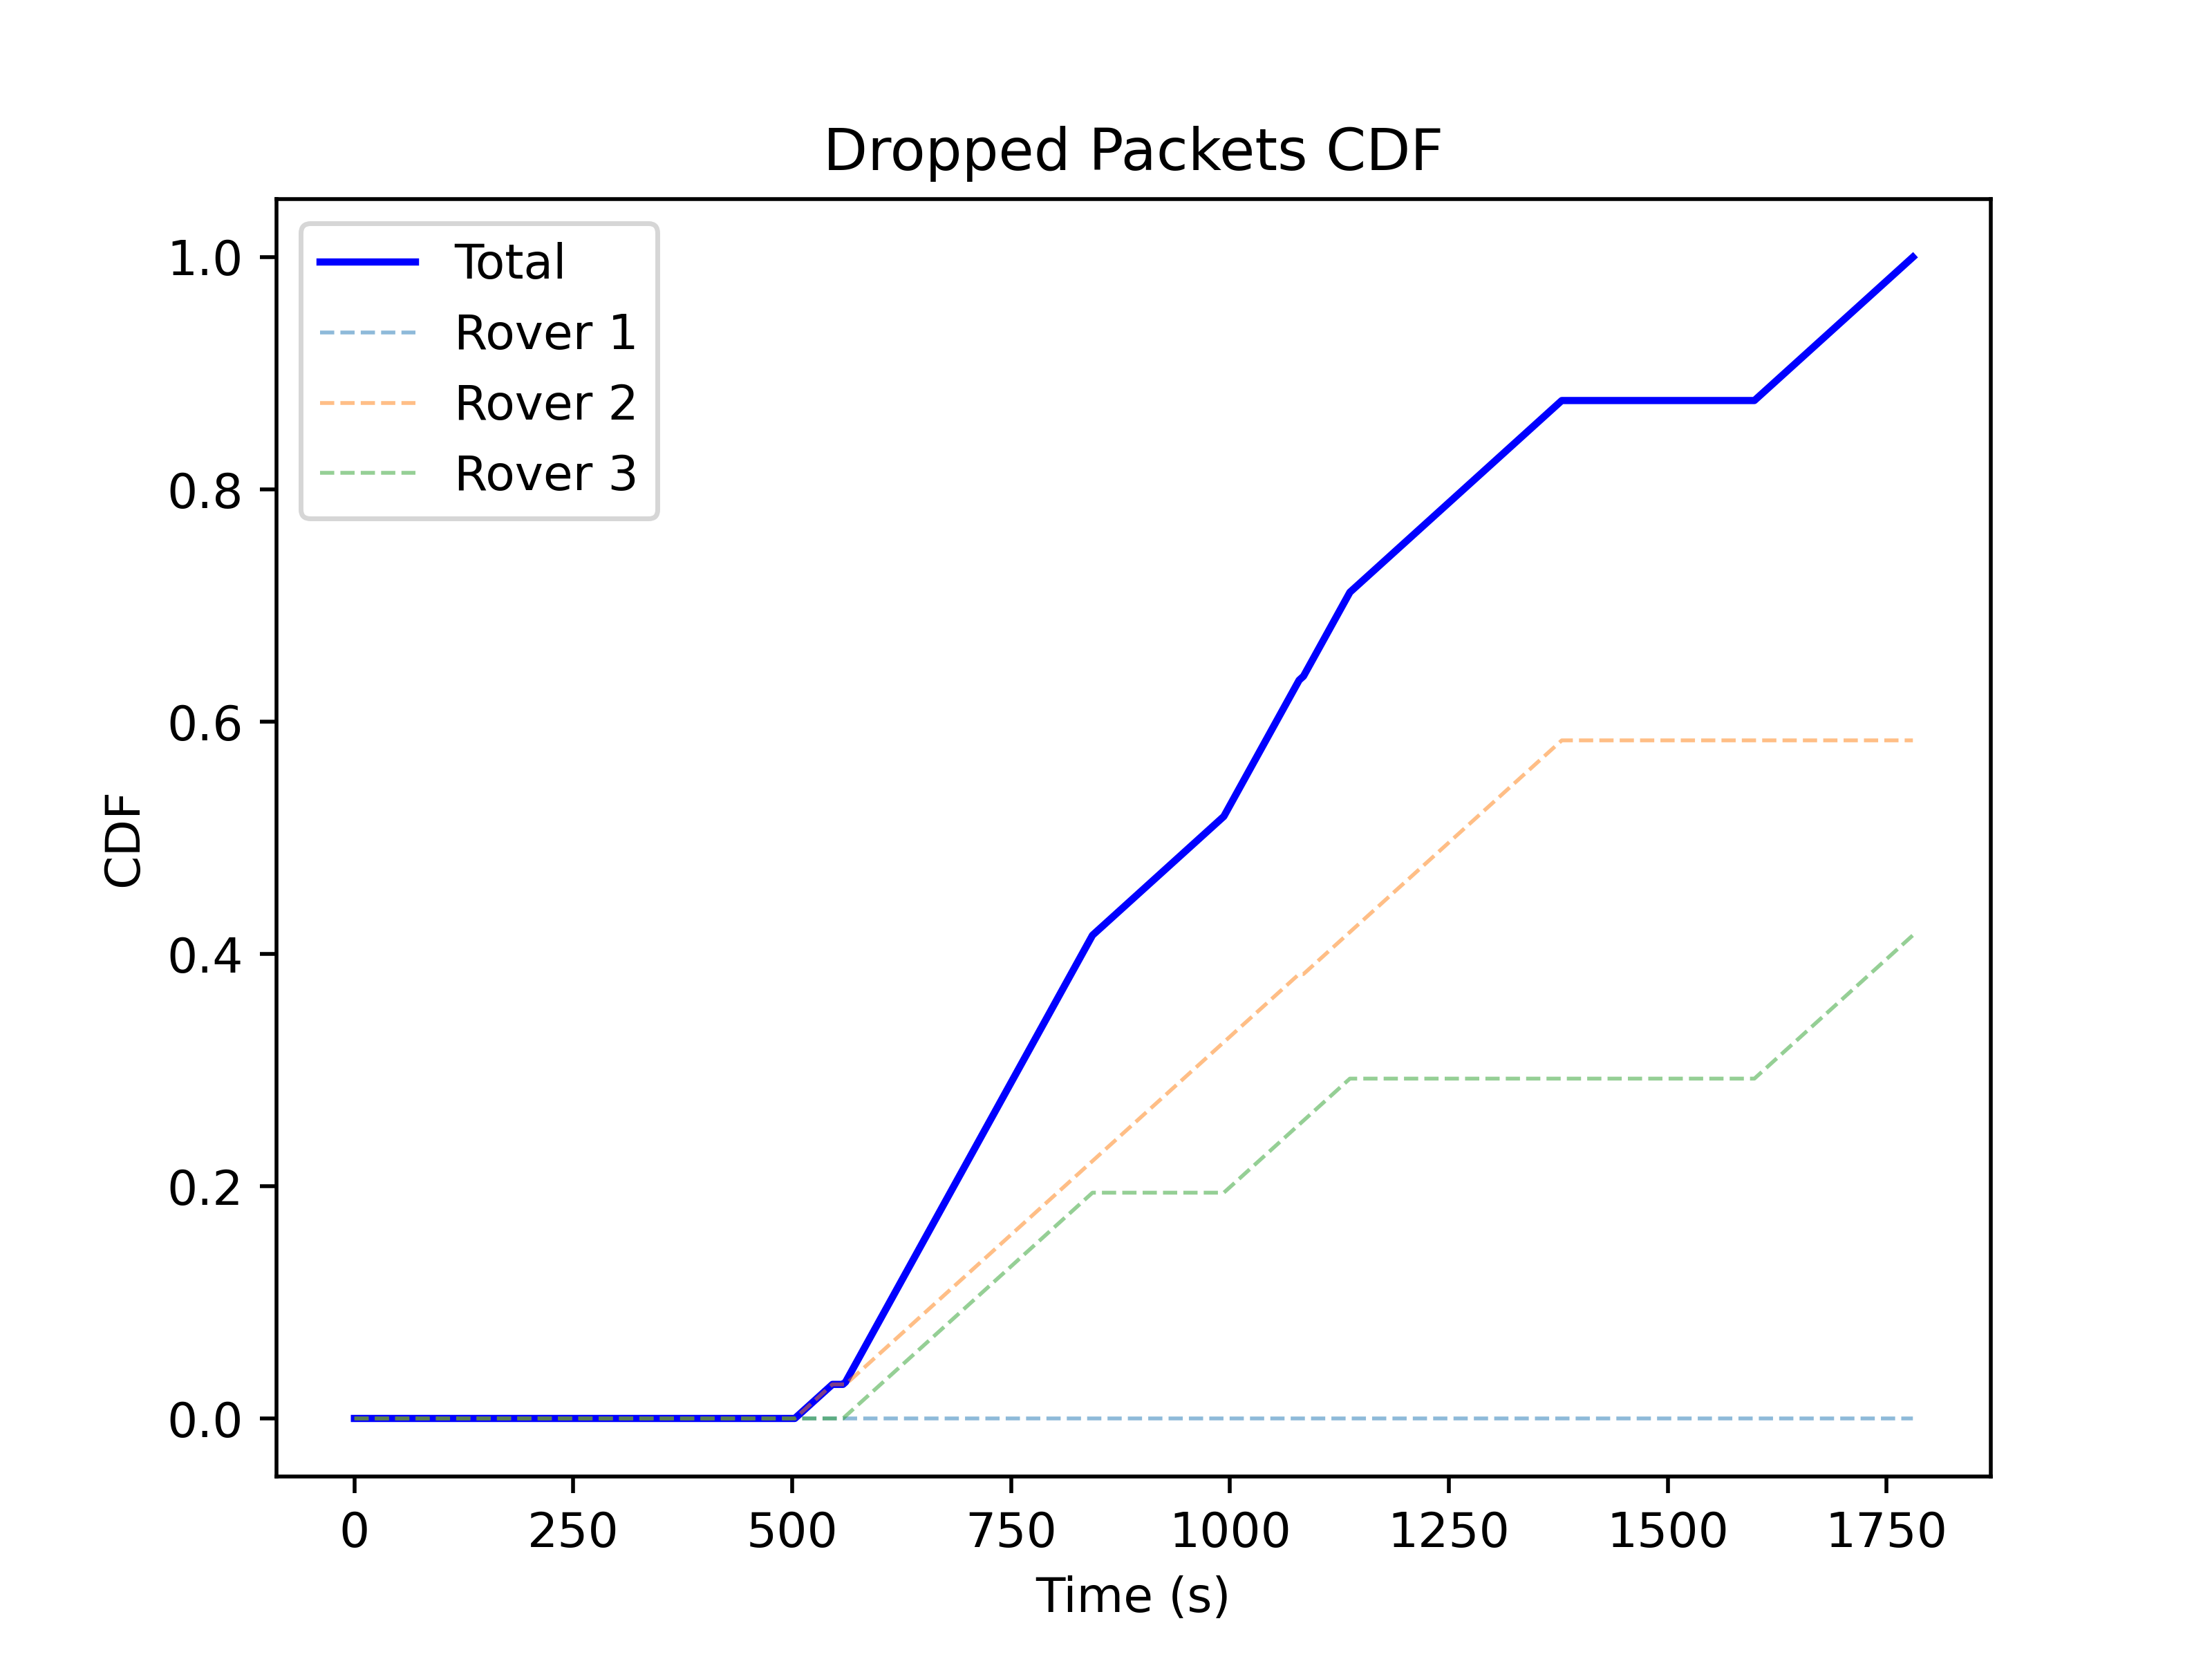 Dropped Packets CDF
Total
Rover 1
Rover 2
Rover 3
1.0
0.8
0.6
0.4
0.2
0.0
CDF
0 250 500 750 1000 1250 1500 1750
Time (s)